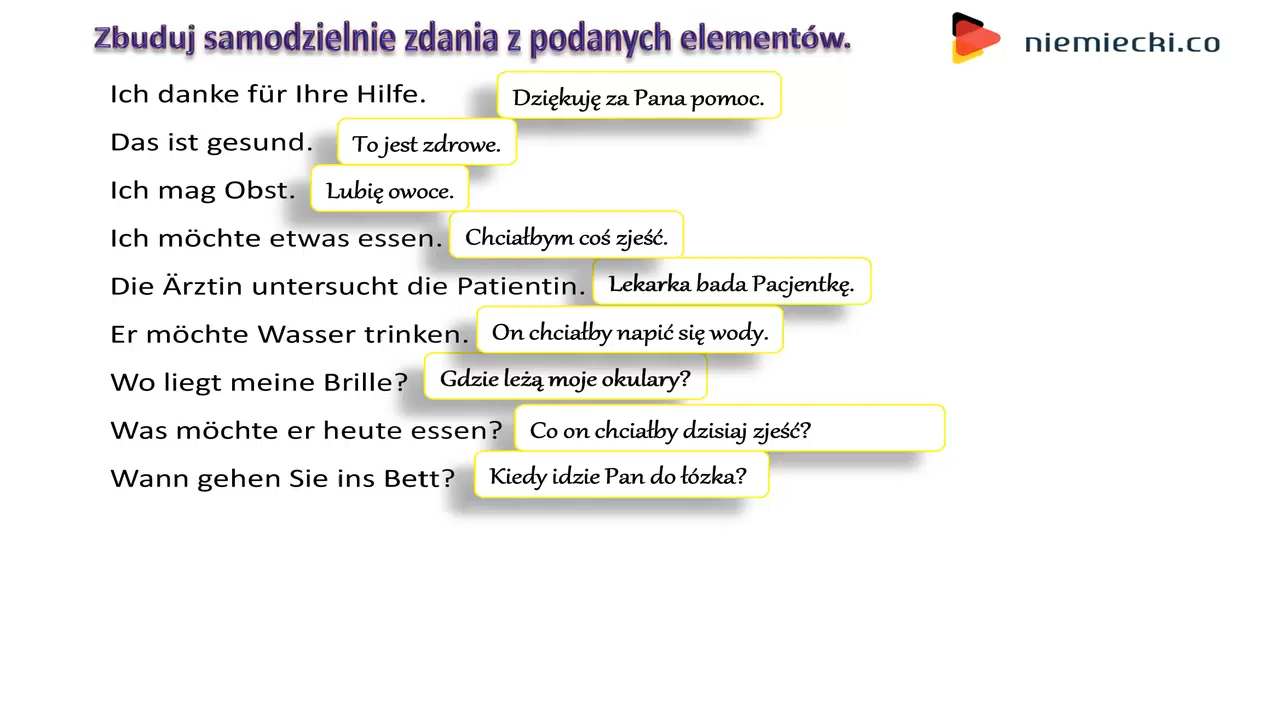 Zbuduj samodzielnie zdania z podanych elementów.
niemiecki.co
Ich danke für Ihre Hilfe. Dziękuję za Pana pomoc.
Das ist gesund. To jest zdrowe.
Ich mag Obst. Lubię owoce.
Ich möchte etwas essen. Chciałbym coś zjeść.
Die Ärztin untersucht die Patientin. Lekarka bada Pacjentkę.
Er möchte Wasser trinken. On chciałby napić się wody.
Wo liegt meine Brille? Gdzie leżą moje okulary?
Was möchte er heute essen? Co on chciałby dzisiaj zjeść?
Wann gehen Sie ins Bett? Kiedy idzie Pan do łózka?